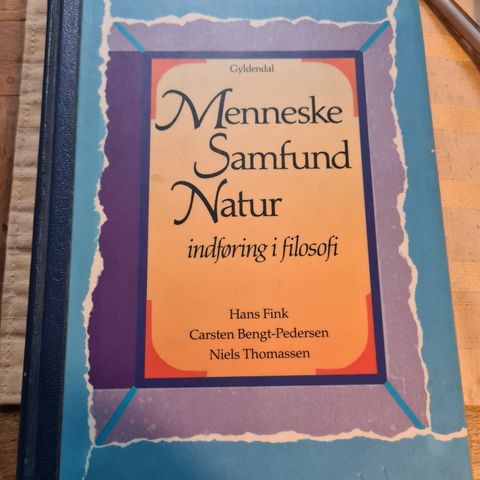 Gyldendal
Menneske
Samfund
Natur
indføring i filosofi
Hans Fink
Carsten Bengt-Pedersen
Niels Thomassen